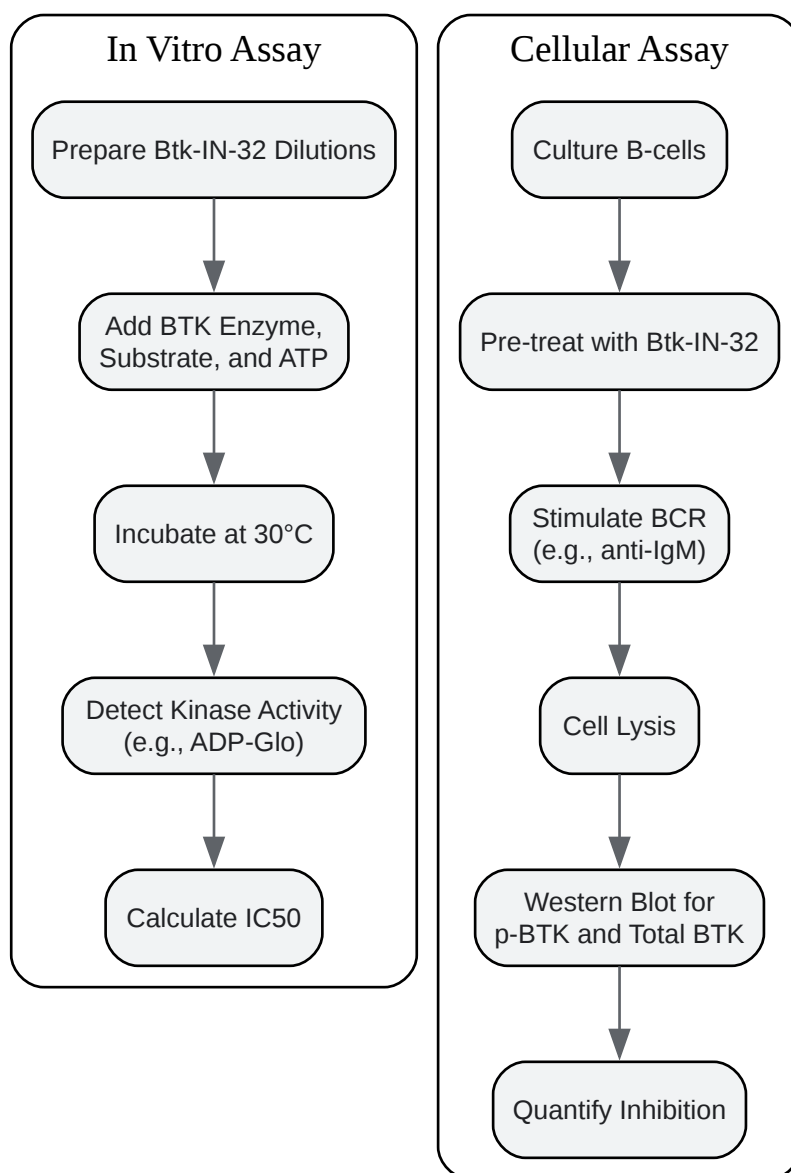 In Vitro Assay
Prepare Btk-IN-32 Dilutions
Add BTK Enzyme,
Substrate, and ATP
Incubate at 30°C
Detect Kinase Activity
(e.g., ADP-Glo)
Calculate IC50
Cellular Assay
Culture B-cells
Pre-treat with Btk-IN-32
Stimulate BCR
(e.g., anti-IgM)
Cell Lysis
Western Blot for
p-BTK and Total BTK
Quantify Inhibition